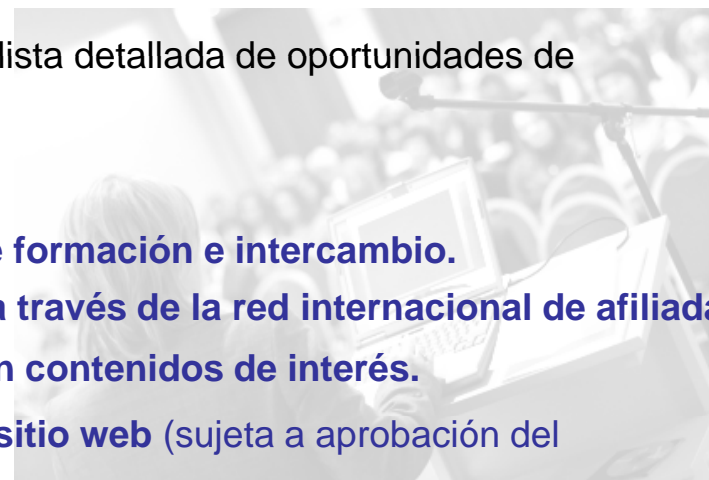 lista detallada de oportunidades de
e formación e intercambio.
a través de la red internacional de afiliada
n contenidos de interés.
sitio web (sujeta a aprobación del